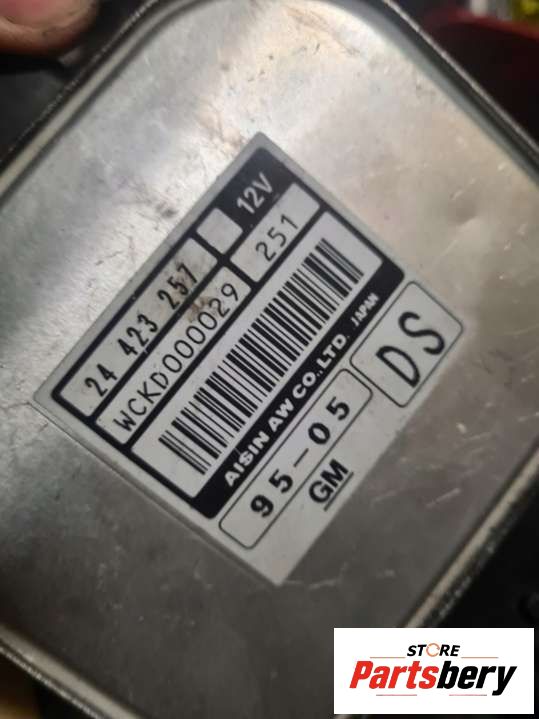 24 423 257 12V
WCKD000029 251
AISIN AW CO.,LTD. JAPAN
95-05 DS
GM
STORE
Partsbery